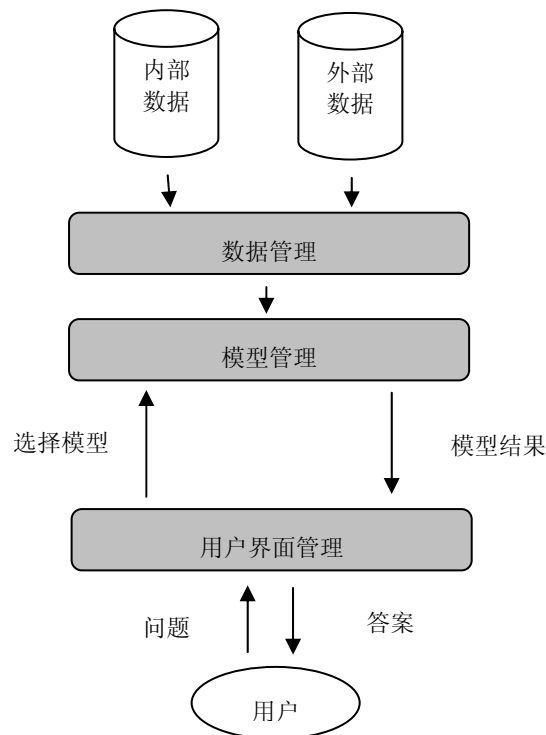 内部
数据
外部
数据
数据管理
模型管理
选择模型
模型结果
用户界面管理
问题
答案
用户